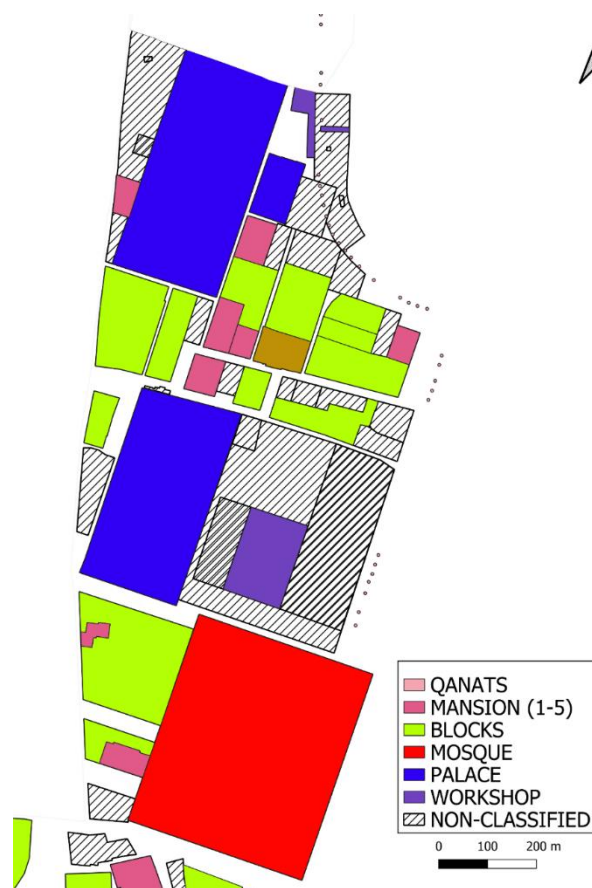 QANATS
MANSION (1-5)
BLOCKS
MOSQUE
PALACE
WORKSHOP
NON-CLASSIFIED
0 100 200 m